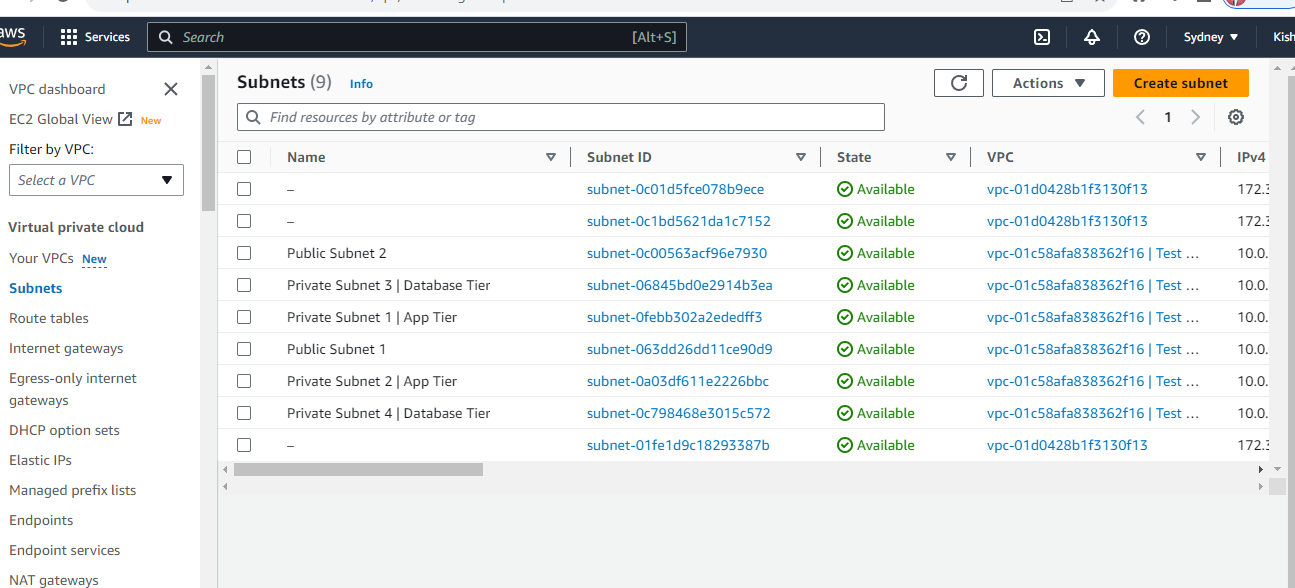 aws Services Search [Alt+S] Sydney Kish
VPC dashboard
EC2 Global View New
Filter by VPC:
Select a VPC
Virtual private cloud
Your VPCs New
Subnets
Route tables
Internet gateways
Egress-only internet
gateways
DHCP option sets
Elastic IPs
Managed prefix lists
Endpoints
Endpoint services
NAT gateways
Subnets (9) Info Actions Create subnet
Find resources by attribute or tag 1
Name Subnet ID State VPC IPv4
– subnet-0c01d5fce078b9ece Available vpc-01d0428b1f3130f13 172.3
– subnet-0c1bd5621da1c7152 Available vpc-01d0428b1f3130f13 172.3
Public Subnet 2 subnet-0c00563acf96e7930 Available vpc-01c58afa838362f16 | Test ... 10.0.
Private Subnet 3 | Database Tier subnet-06845bd0e2914b3ea Available vpc-01c58afa838362f16 | Test ... 10.0.
Private Subnet 1 | App Tier subnet-0febb302a2ededff3 Available vpc-01c58afa838362f16 | Test ... 10.0.
Public Subnet 1 subnet-063dd26dd11ce90d9 Available vpc-01c58afa838362f16 | Test ... 10.0.
Private Subnet 2 | App Tier subnet-0a03df611e2226bbc Available vpc-01c58afa838362f16 | Test ... 10.0.
Private Subnet 4 | Database Tier subnet-0c798468e3015c572 Available vpc-01c58afa838362f16 | Test ... 10.0.
– subnet-01fe1d9c18293387b Available vpc-01d0428b1f3130f13 172.3